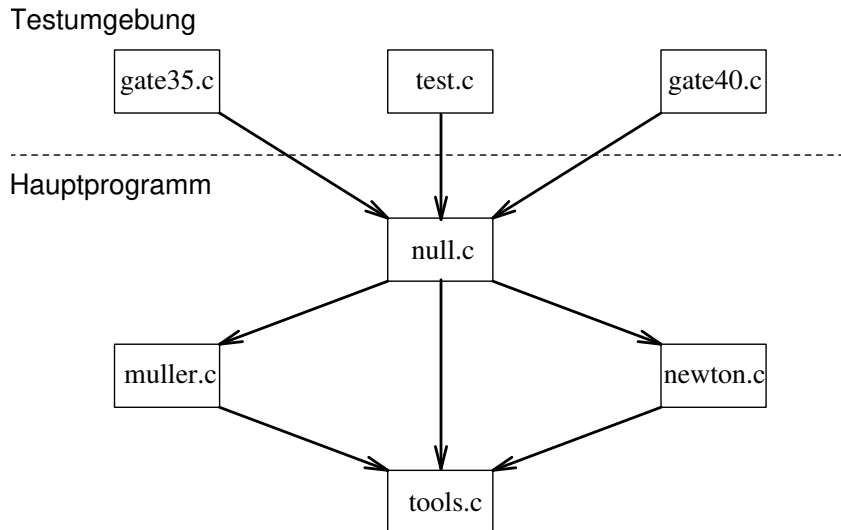 Testumgebung
gate35.c
test.c
gate40.c
Hauptprogramm
null.c
muller.c
newton.c
tools.c